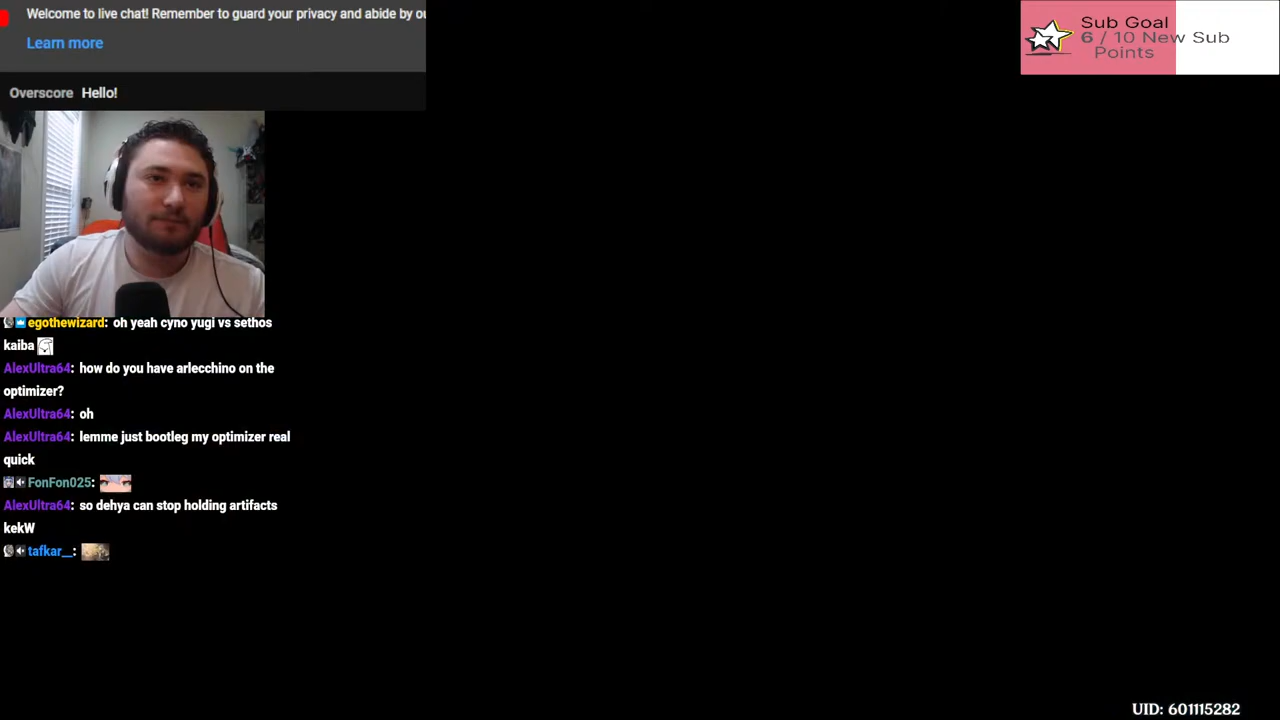 Welcome to live chat! Remember to guard your privacy and abide by
Learn more
Overscore Hello!
Sub Goal
6 / 10 New Sub
Points
egothewizard: oh yeah cyno yugi vs sethos
kaiba
AlexUltra64: how do you have arlecchino on the
optimizer?
AlexUltra64: oh
AlexUltra64: lemme just bootleg my optimizer real
quick
FonFon025:
AlexUltra64: so dehya can stop holding artifacts
kekW
tafkar__:
UID: 601115282